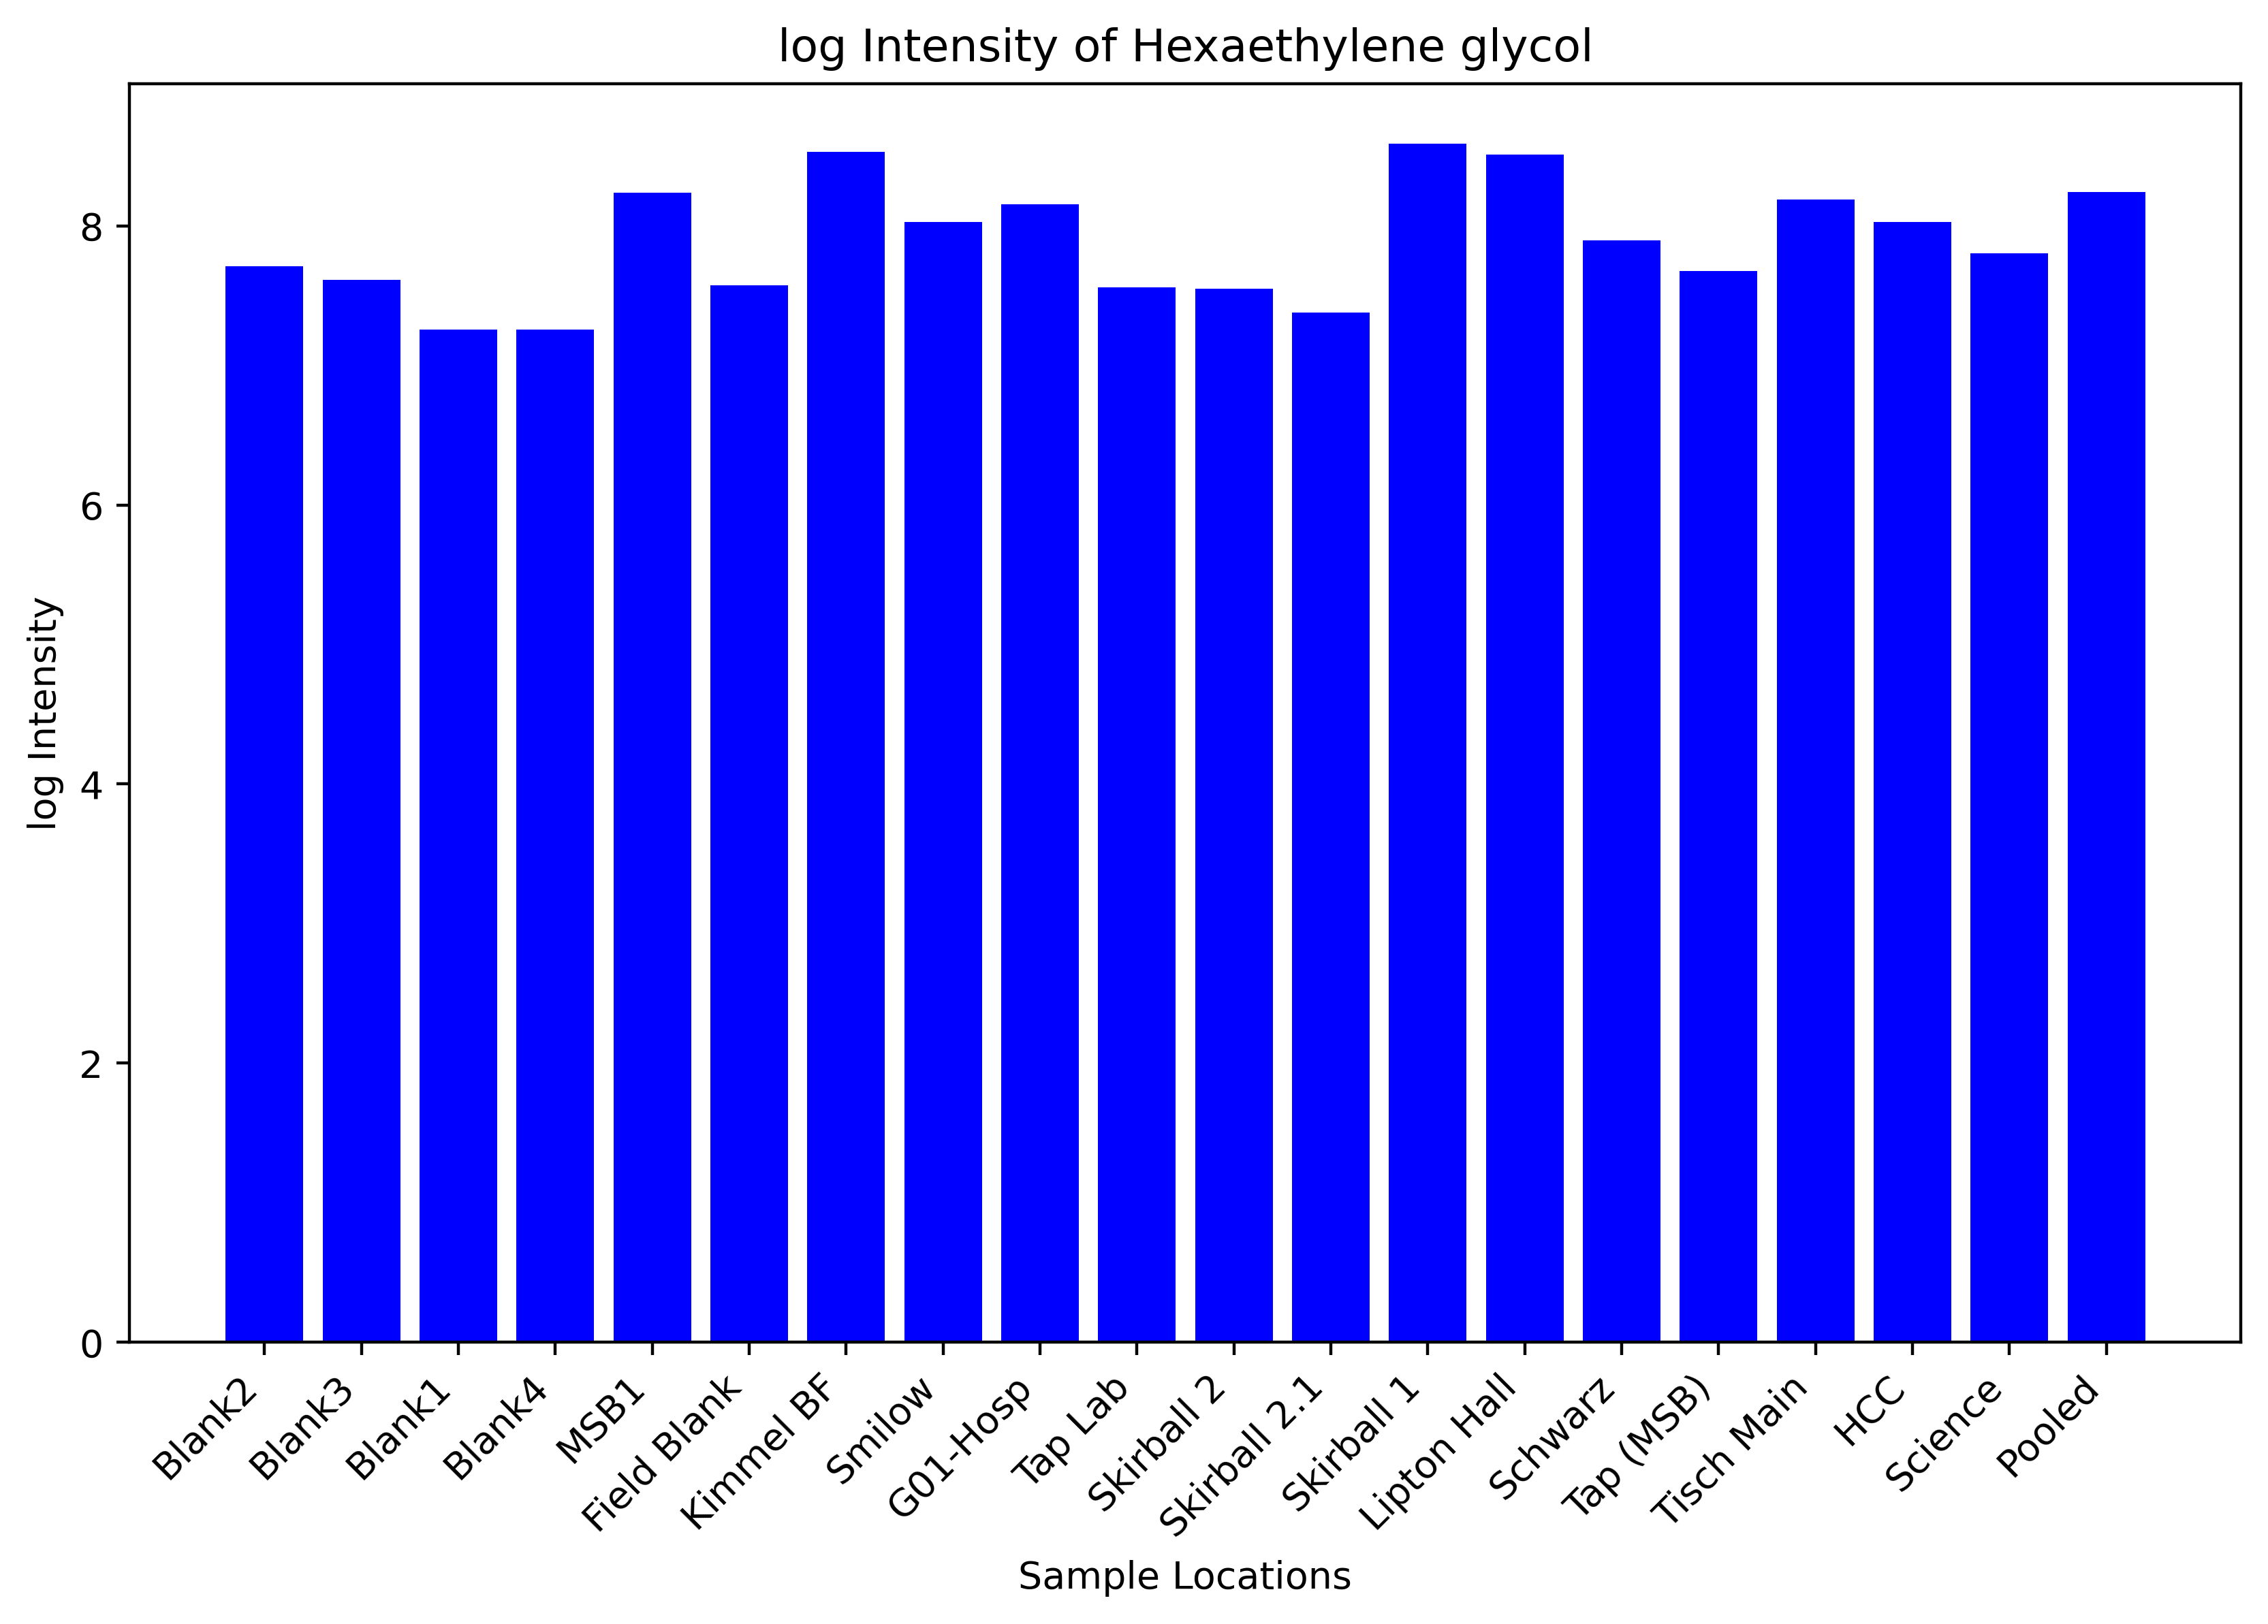 log Intensity of Hexaethylene glycol
log Intensity
8
6
4
2
0
Blank2
Blank3
Blank1
Blank4
MSB1
Field Blank
Kimmel BF
Smilow
G01-Hosp
Tap Lab
Skirball 2
Skirball 2.1
Skirball 1
Lipton Hall
Schwarz
Tap (MSB)
Tisch Main
HCC
Science
Pooled
Sample Locations